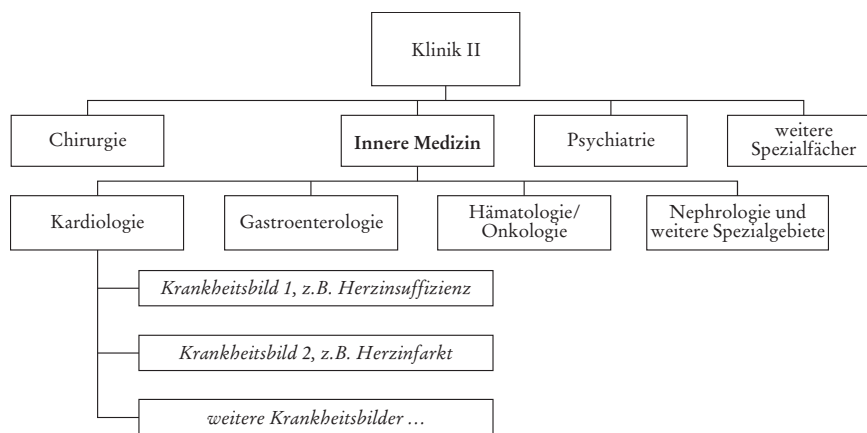 Klinik II
Chirurgie
Innere Medizin
Psychiatrie
weitere
Spezialfächer
Kardiologie
Gastroenterologie
Hämatologie/
Onkologie
Nephrologie und
weitere Spezialgebiete
Krankheitsbild 1, z.B. Herzinsuffizienz
Krankheitsbild 2, z.B. Herzinfarkt
weitere Krankheitsbilder …